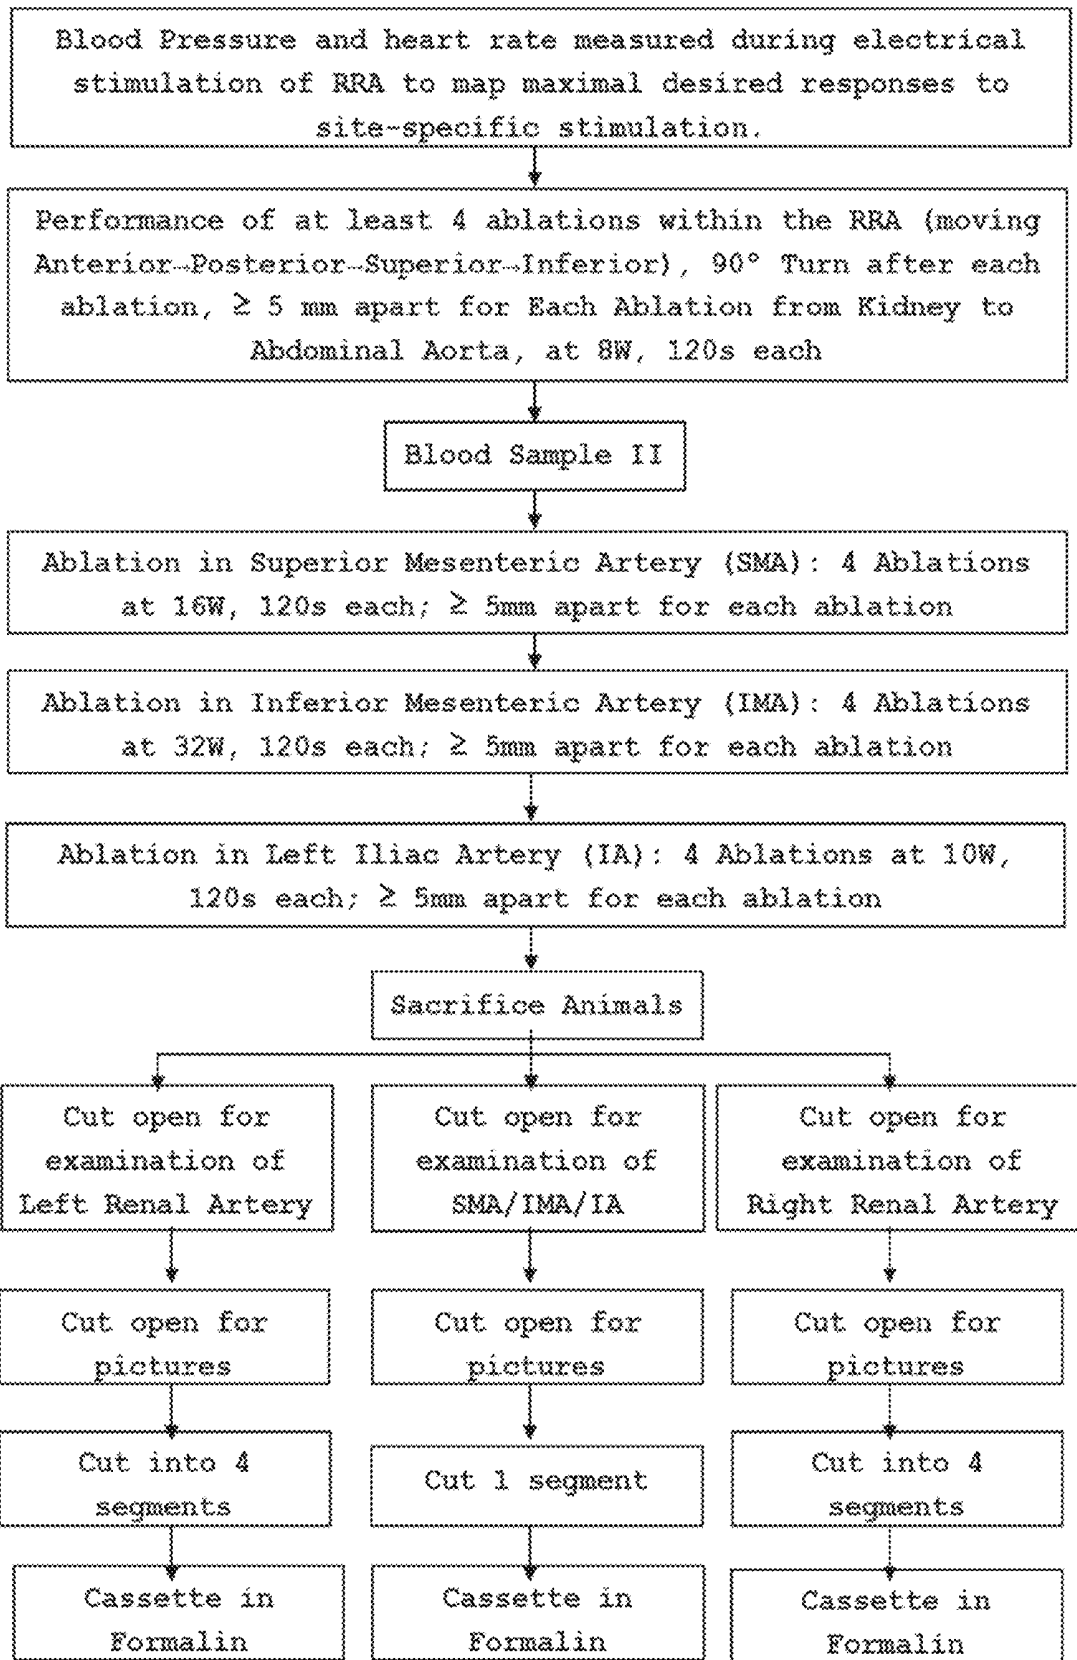 Blood Pressure and heart rate measured during electrical
stimulation of RRA to map maximal desired responses to
site-specific stimulation.
Performance of at least 4 ablations within the RRA (moving
Anterior→Posterior→Superior→Inferior), 90° Turn after each
ablation, ≥ 5 mm apart for Each Ablation from Kidney to
Abdominal Aorta, at 8W, 120s each
Blood Sample II
Ablation in Superior Mesenteric Artery (SMA): 4 Ablations
at 16W, 120s each; ≥ 5mm apart for each ablation
Ablation in Inferior Mesenteric Artery (IMA): 4 Ablations
at 32W, 120s each; ≥ 5mm apart for each ablation
Ablation in Left Iliac Artery (IA): 4 Ablations at 10W,
120s each; ≥ 5mm apart for each ablation
Sacrifice Animals
Cut open for
examination of
Left Renal Artery
Cut open for
examination of
SMA/IMA/IA
Cut open for
examination of
Right Renal Artery
Cut open for
pictures
Cut open for
pictures
Cut open for
pictures
Cut into 4
segments
Cut 1 segment
Cut into 4
segments
Cassette in
Formalin
Cassette in
Formalin
Cassette in
Formalin